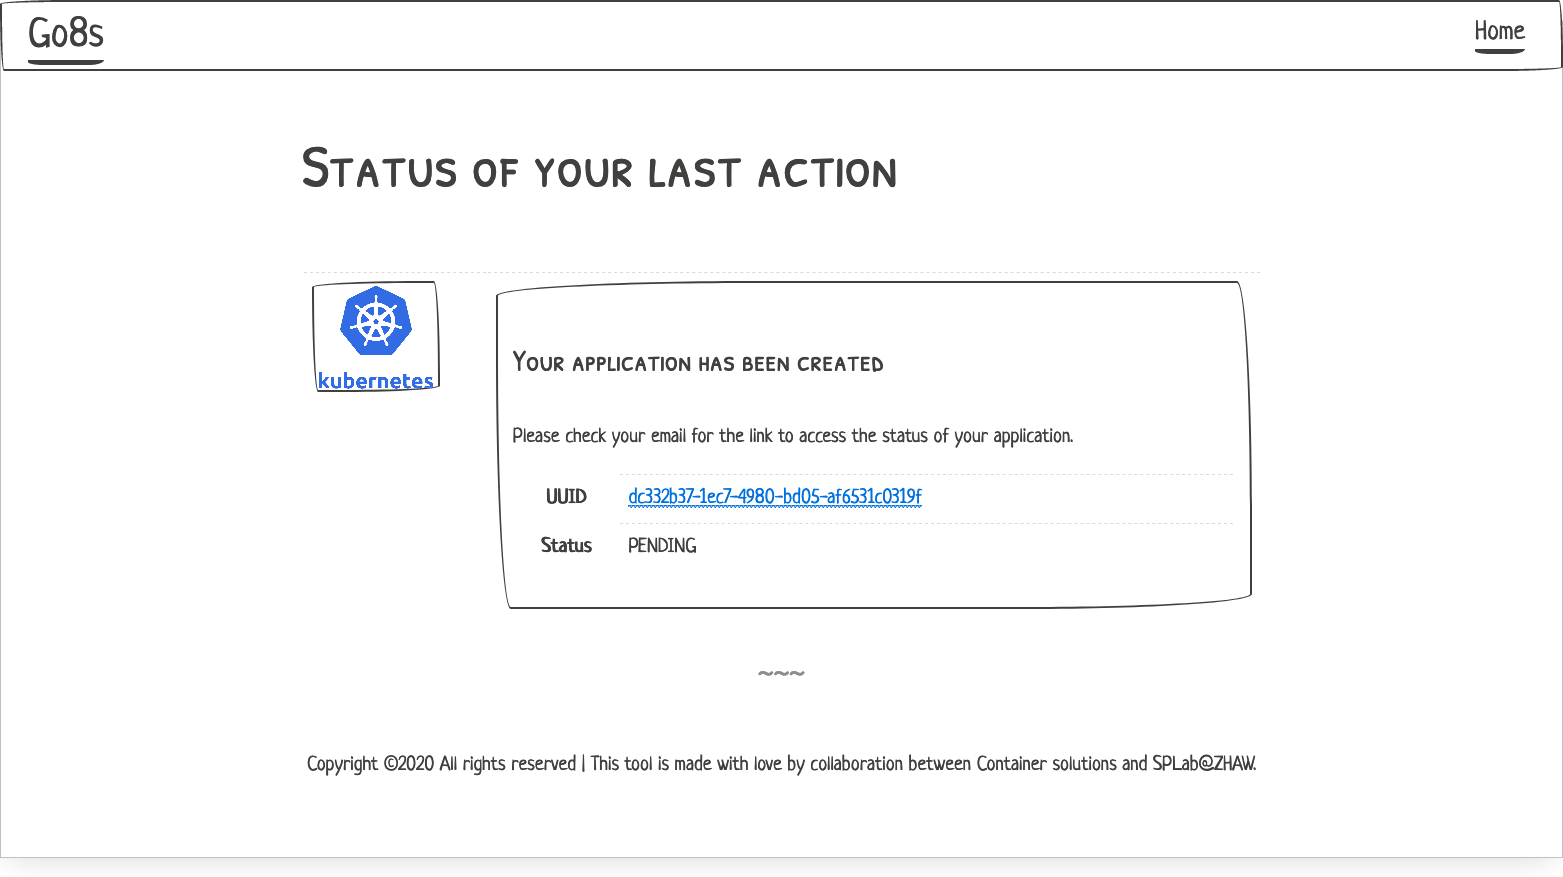 Go8s
Home
Status of your last action
kubernetes
Your application has been created
Please check your email for the link to access the status of your application.
UUID dc332b37-1ec7-4980-bd05-af6531c0319f
Status PENDING
~~~
Copyright ©2020 All rights reserved | This tool is made with love by collaboration between Container solutions and SPLab@ZHAW.